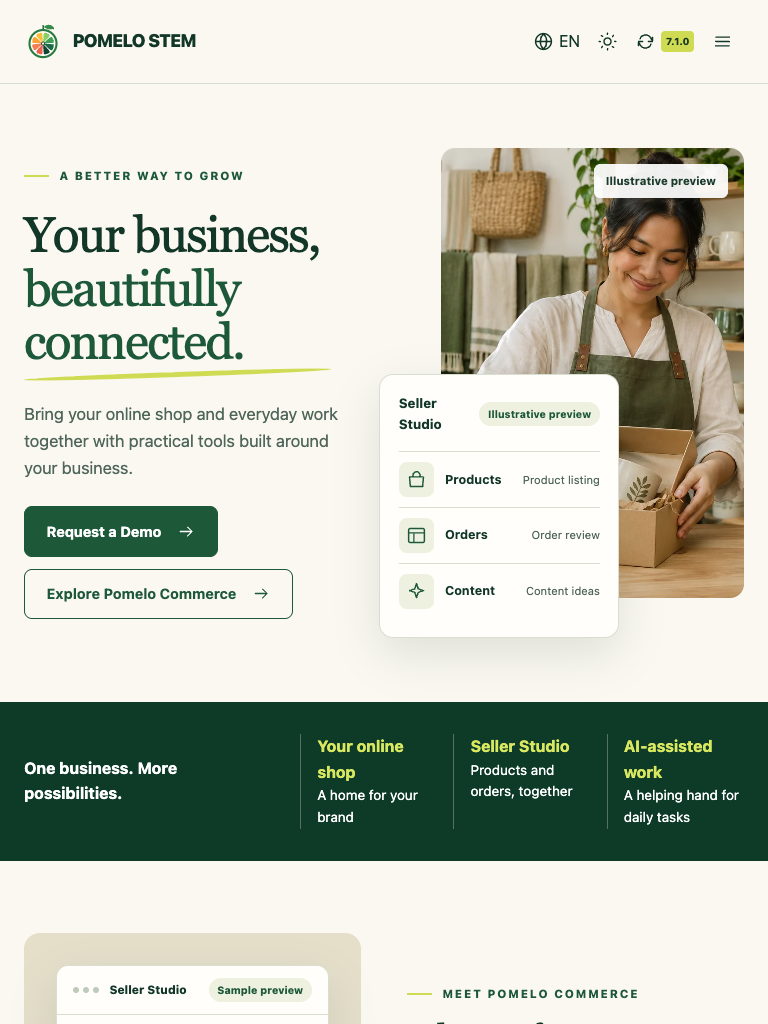 POMELO STEM
EN
7.1.0
A BETTER WAY TO GROW
Your business,
beautifully
connected.
Bring your online shop and everyday work
together with practical tools built around
your business.
Request a Demo
Explore Pomelo Commerce
Illustrative preview
Seller
Studio
Illustrative preview
Products Product listing
Orders Order review
Content Content ideas
One business. More
possibilities.
Your online
shop
A home for your
brand
Seller Studio
Products and
orders, together
AI-assisted
work
A helping hand for
daily tasks
Seller Studio
Sample preview
MEET POMELO COMMERCE